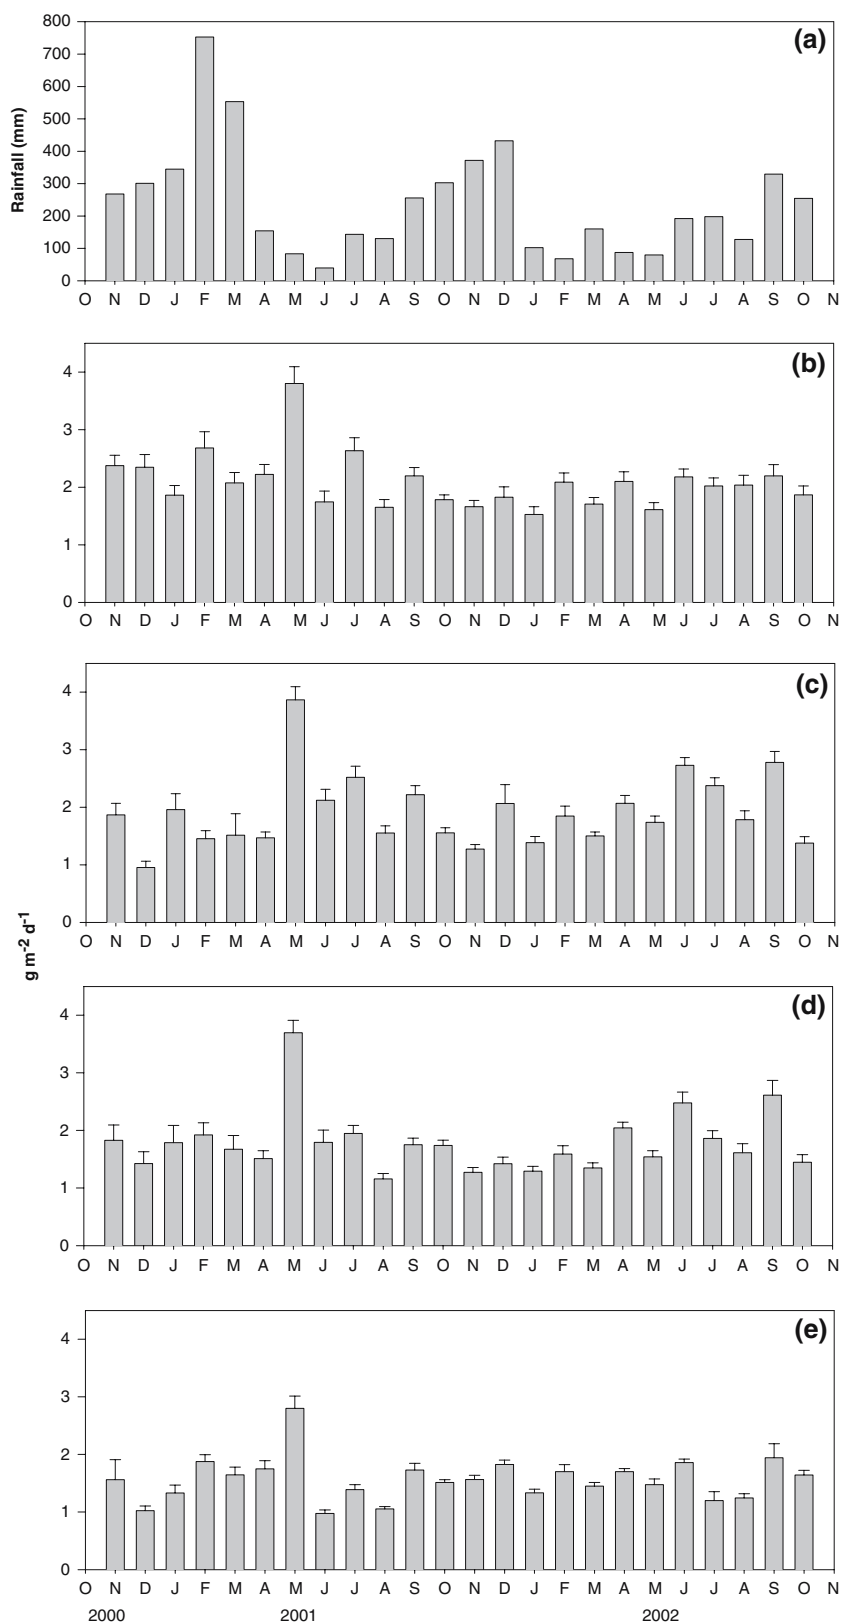 (a)
Rainfall (mm)
800
700
600
500
400
300
200
100
0
O N D J F M A M J J A S O N D J F M A M J J A S O N
(b)
4
3
2
1
0
O N D J F M A M J J A S O N D J F M A M J J A S O N
(c)
4
3
2
1
0
O N D J F M A M J J A S O N D J F M A M J J A S O N
g m-2 d-1
(d)
4
3
2
1
0
O N D J F M A M J J A S O N D J F M A M J J A S O N
(e)
4
3
2
1
0
O N D J F M A M J J A S O N D J F M A M J J A S O N
2000 2001 2002